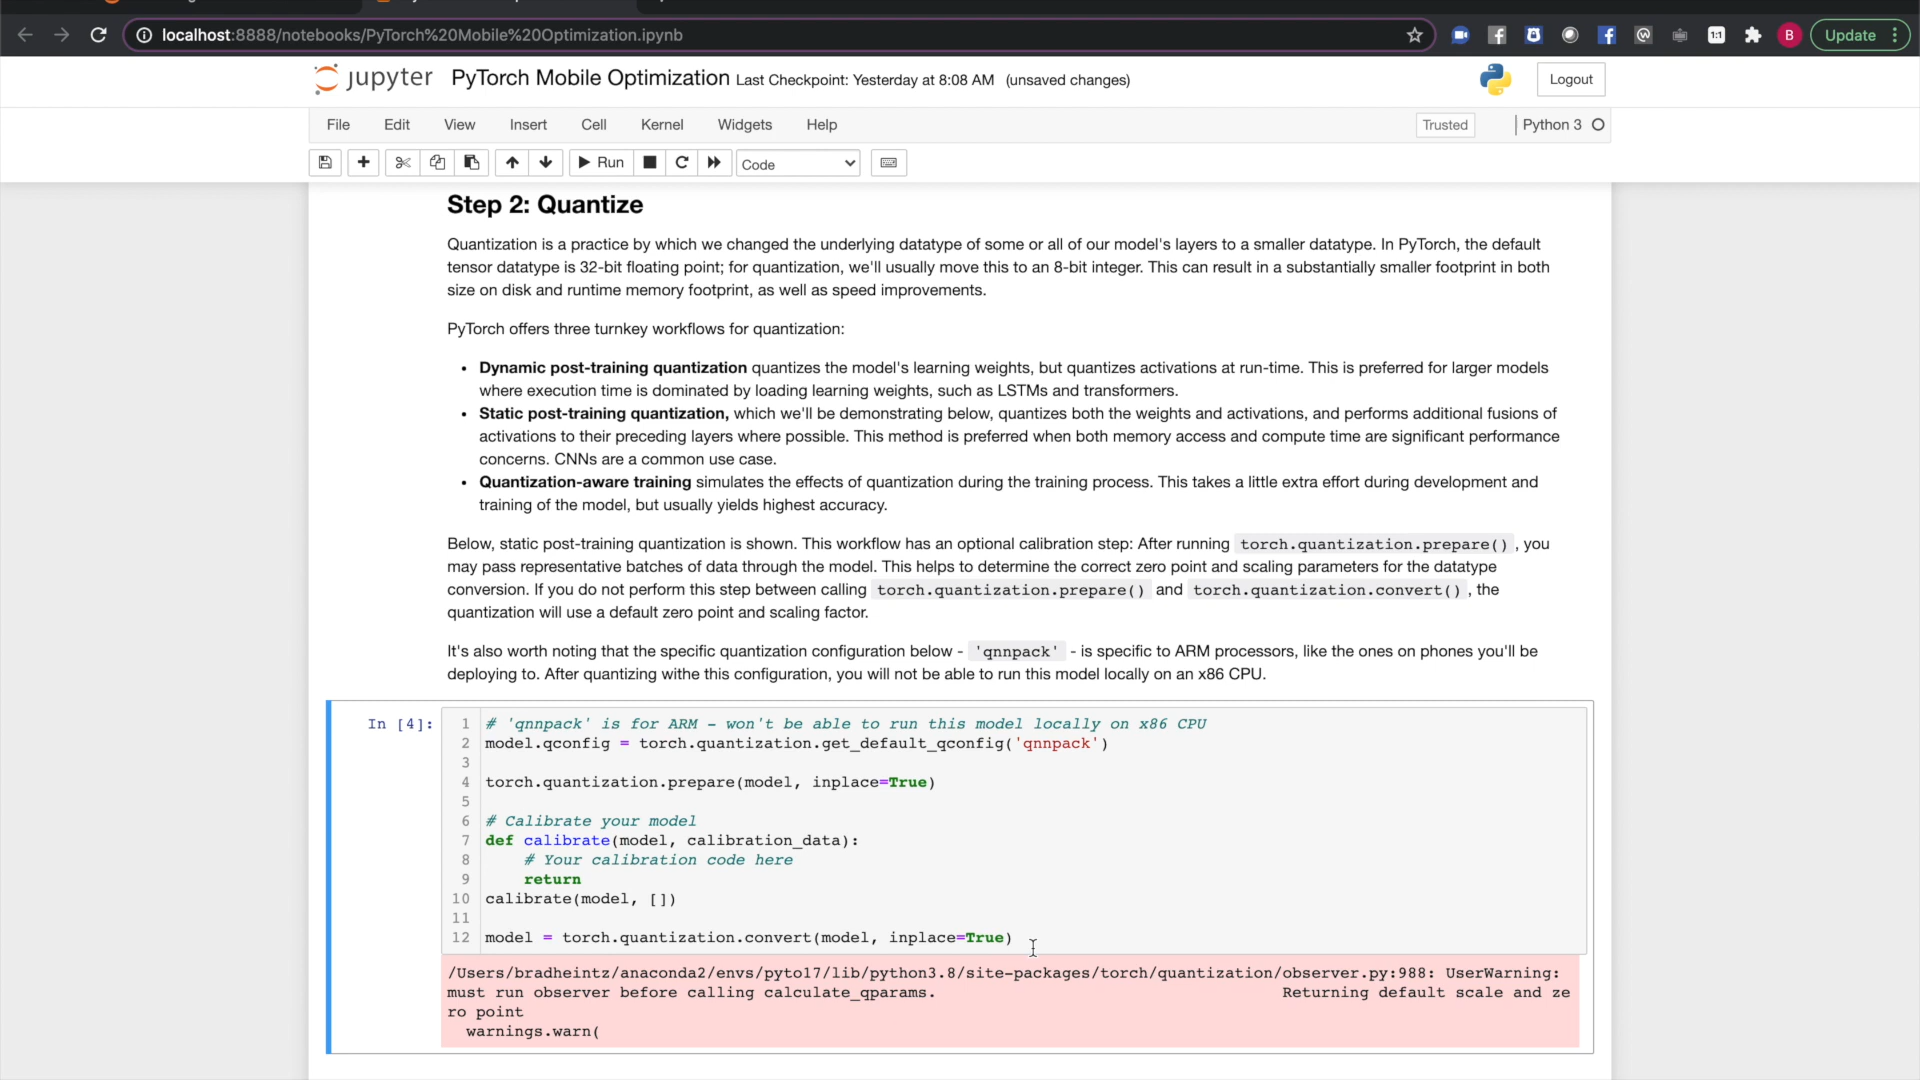 localhost:8888/notebooks/PyTorch%20Mobile%20Optimization.ipynb
1:1
B
Update
jupyter PyTorch Mobile Optimization Last Checkpoint: Yesterday at 8:08 AM (unsaved changes)
Logout
File Edit View Insert Cell Kernel Widgets Help
Trusted
Python 3
Run
Code
Step 2: Quantize
Quantization is a practice by which we changed the underlying datatype of some or all of our model's layers to a smaller datatype. In PyTorch, the default
tensor datatype is 32-bit floating point; for quantization, we'll usually move this to an 8-bit integer. This can result in a substantially smaller footprint in both
size on disk and runtime memory footprint, as well as speed improvements.
PyTorch offers three turnkey workflows for quantization:
• Dynamic post-training quantization quantizes the model's learning weights, but quantizes activations at run-time. This is preferred for larger models
where execution time is dominated by loading learning weights, such as LSTMs and transformers.
• Static post-training quantization, which we'll be demonstrating below, quantizes both the weights and activations, and performs additional fusions of
activations to their preceding layers where possible. This method is preferred when both memory access and compute time are significant performance
concerns. CNNs are a common use case.
• Quantization-aware training simulates the effects of quantization during the training process. This takes a little extra effort during development and
training of the model, but usually yields highest accuracy.
Below, static post-training quantization is shown. This workflow has an optional calibration step: After running torch.quantization.prepare() , you
may pass representative batches of data through the model. This helps to determine the correct zero point and scaling parameters for the datatype
conversion. If you do not perform this step between calling torch.quantization.prepare() and torch.quantization.convert() , the
quantization will use a default zero point and scaling factor.
It's also worth noting that the specific quantization configuration below - 'qnnpack' - is specific to ARM processors, like the ones on phones you'll be
deploying to. After quantizing withe this configuration, you will not be able to run this model locally on an x86 CPU.
In [4]:
1 # 'qnnpack' is for ARM – won't be able to run this model locally on x86 CPU
2 model.qconfig = torch.quantization.get_default_qconfig('qnnpack')
3
4 torch.quantization.prepare(model, inplace=True)
5
6 # Calibrate your model
7 def calibrate(model, calibration_data):
8     # Your calibration code here
9     return
10 calibrate(model, [])
11
12 model = torch.quantization.convert(model, inplace=True)
/Users/bradheintz/anaconda2/envs/pyto17/lib/python3.8/site-packages/torch/quantization/observer.py:988: UserWarning:
must run observer before calling calculate_qparams.                                    Returning default scale and ze
ro point
  warnings.warn(